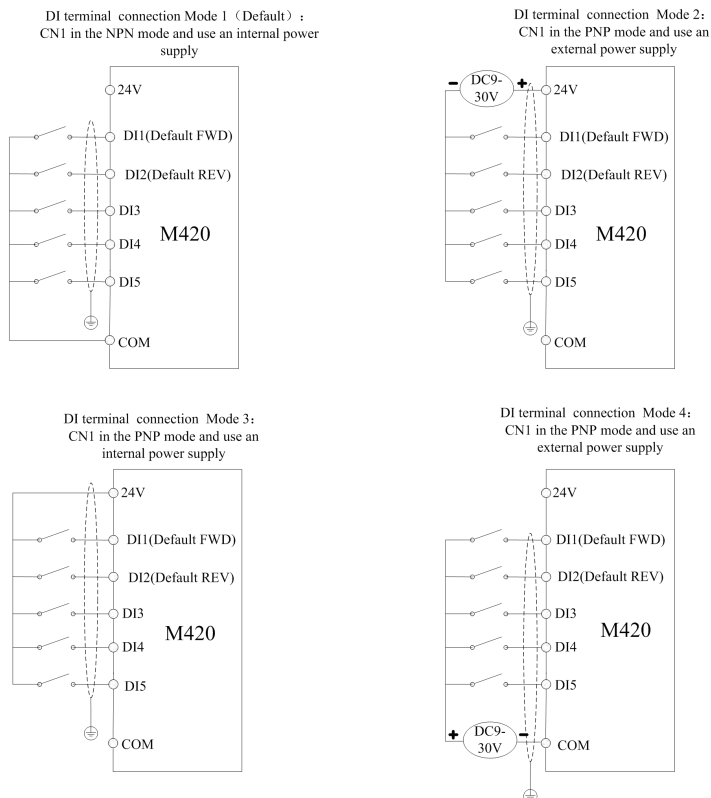 DI terminal connection Mode 1（Default）:
CN1 in the NPN mode and use an internal power
supply
24V
DI1(Default FWD)
DI2(Default REV)
DI3
DI4
DI5
COM
M420
DI terminal connection Mode 2:
CN1 in the PNP mode and use an
external power supply
DC9-
30V
24V
DI1(Default FWD)
DI2(Default REV)
DI3
DI4
DI5
COM
M420
DI terminal connection Mode 3:
CN1 in the PNP mode and use an
internal power supply
24V
DI1(Default FWD)
DI2(Default REV)
DI3
DI4
DI5
COM
M420
DI terminal connection Mode 4:
CN1 in the PNP mode and use an
external power supply
24V
DI1(Default FWD)
DI2(Default REV)
DI3
DI4
DI5
M420
DC9-
30V
COM